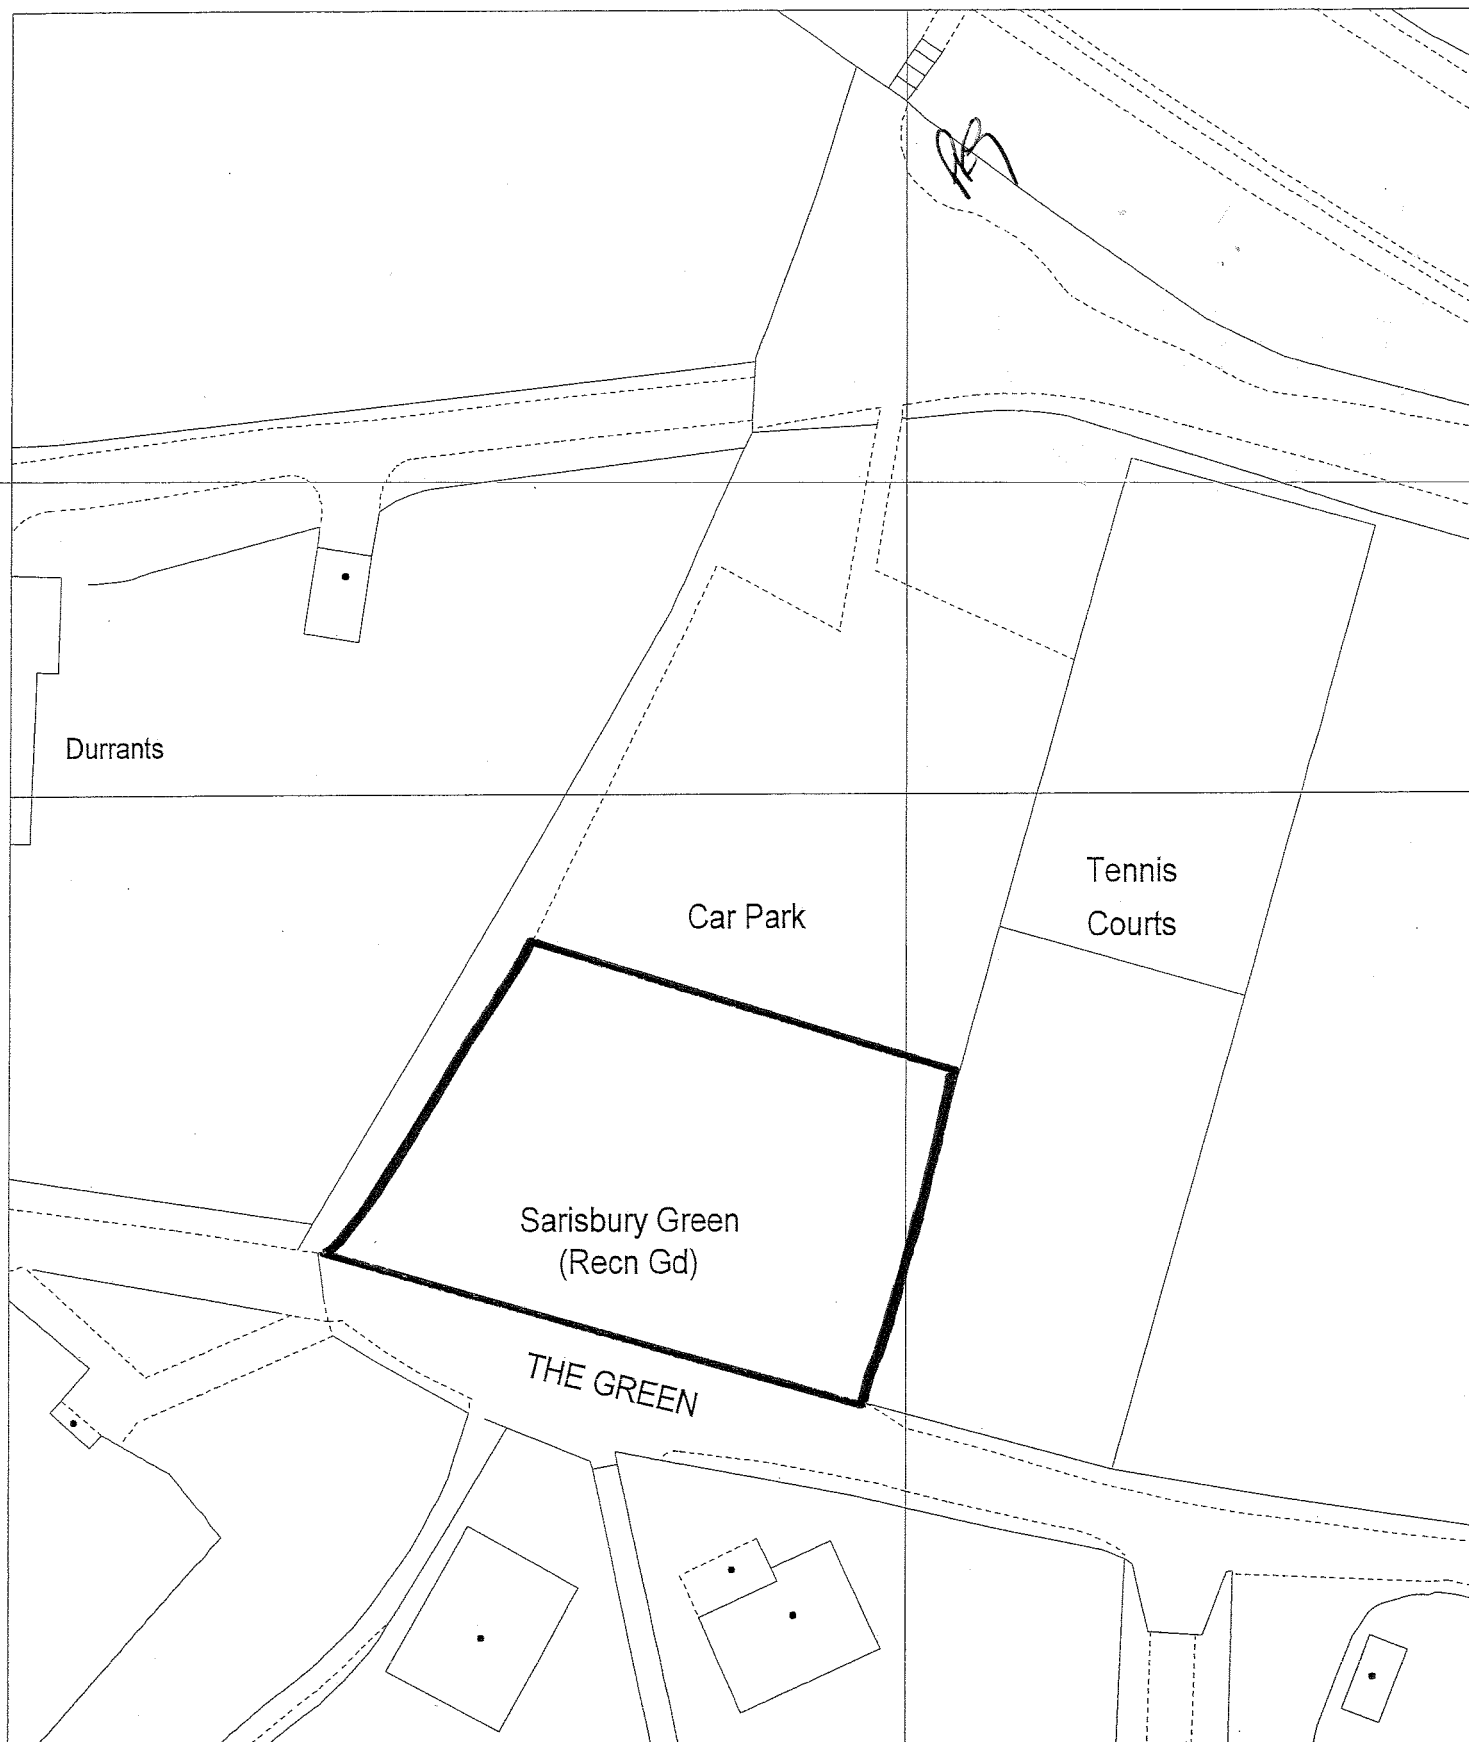 Durrants
Car Park
Tennis
Courts
Sarisbury Green
(Recn Gd)
THE GREEN